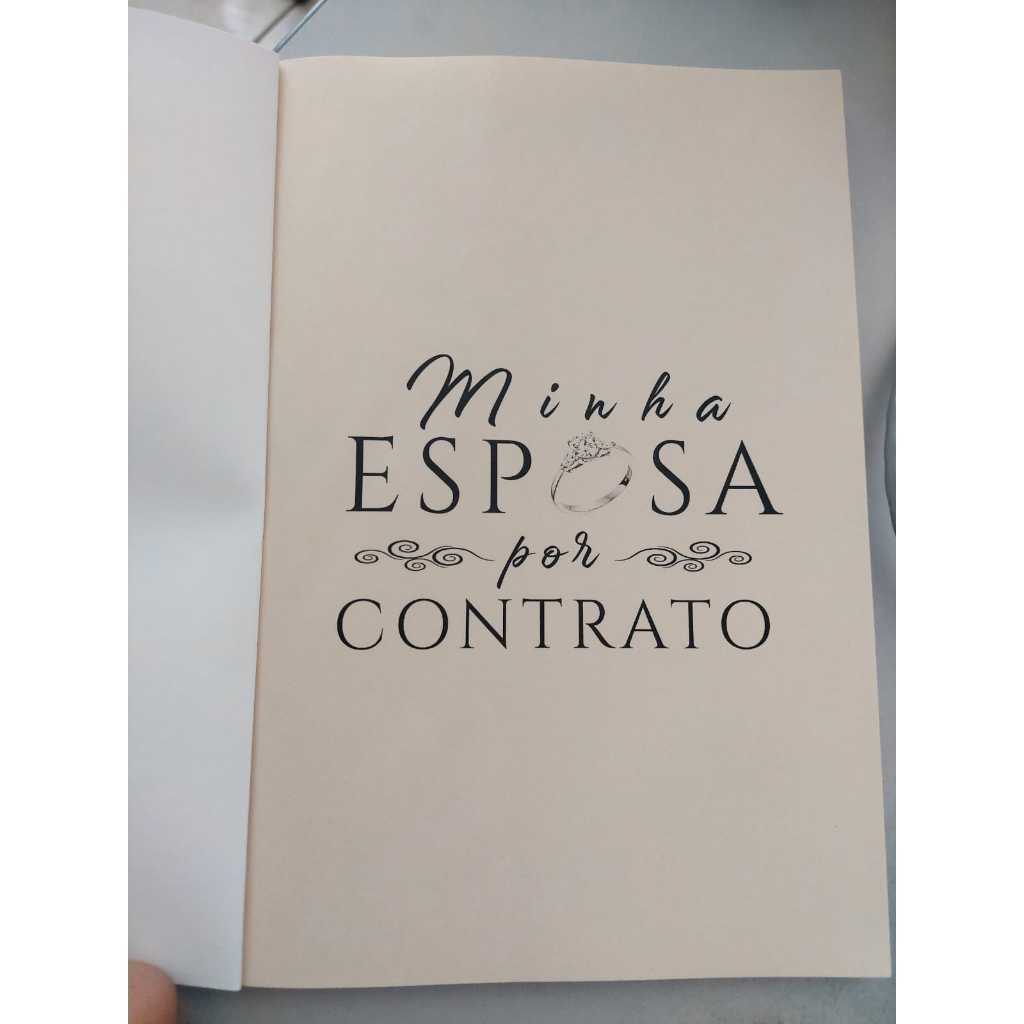 Minha
ESPOSA
por
CONTRATO